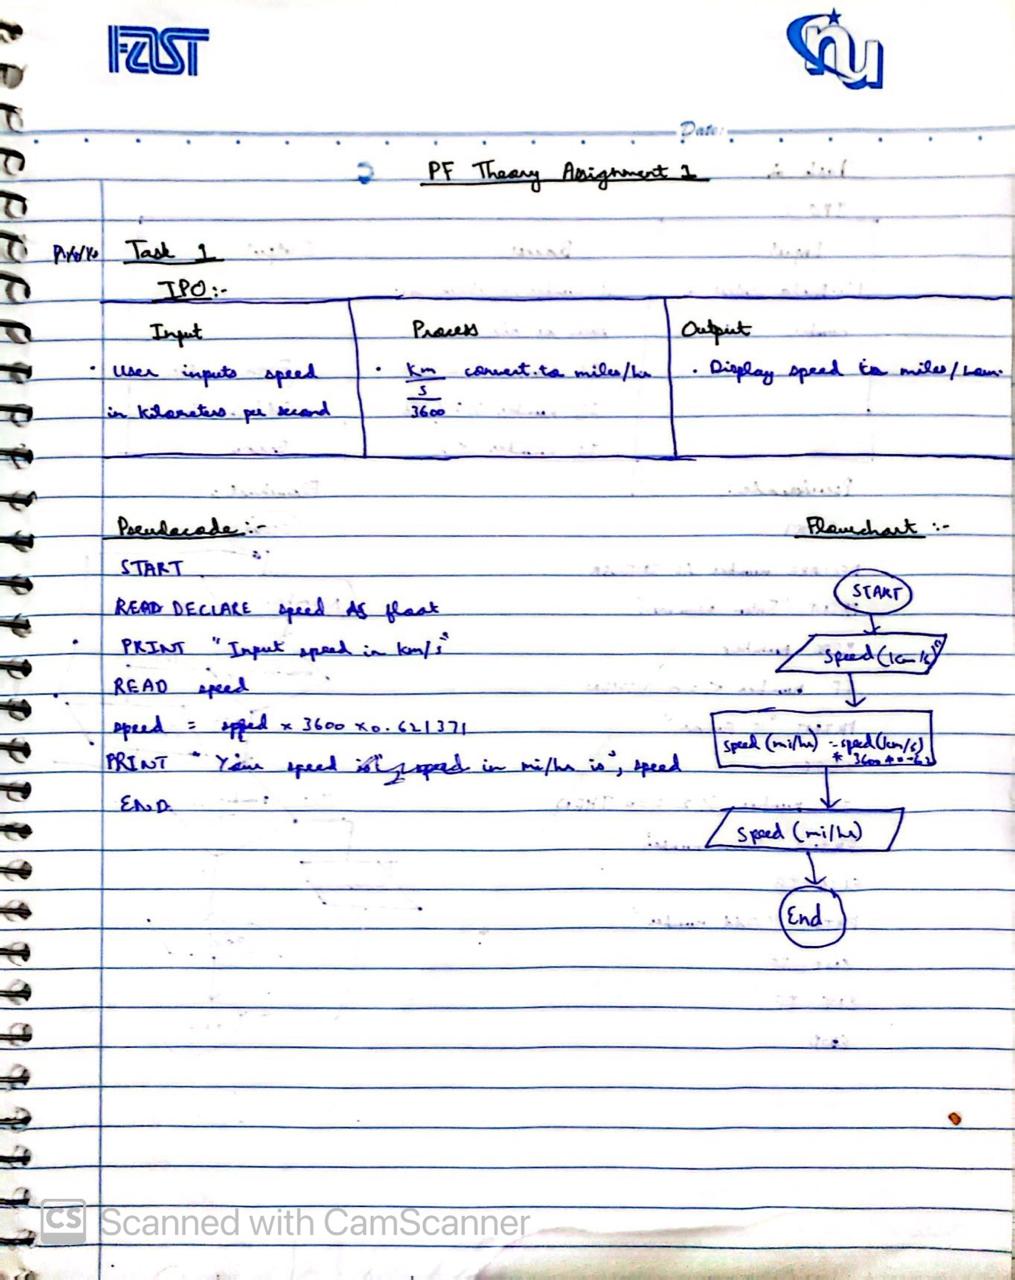 FAST
nu
Date:
PF Theory Assignment 1
Task 1
IPO:-
Input
Process
Output
• User inputs speed
in kilometers per second
• Km convert to miles/hr
s
3600
• Display speed to miles/hour.
Pseudocode :-
Flowchart :-
START
READ DECLARE speed AS float
PRINT "Input speed in km/s"
READ speed
speed = speed × 3600 × 0.621371
PRINT "Your speed is", speed in mi/hr is", speed
END
START
speed (km/s)
speed (mi/hr) = speed (km/s)
* 3600 * 0.62
speed (mi/hr)
End
CS Scanned with CamScanner